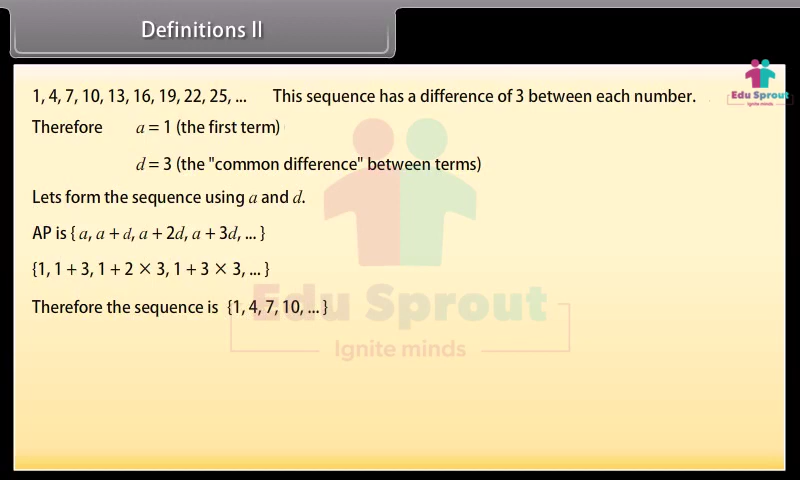 Definitions II
1, 4, 7, 10, 13, 16, 19, 22, 25, ... This sequence has a difference of 3 between each number.
Edu Sprout
Ignite minds
Therefore a = 1 (the first term)
d = 3 (the "common difference" between terms)
Lets form the sequence using a and d.
AP is { a, a + d, a + 2d, a + 3d, ... }
{1, 1 + 3, 1 + 2 × 3, 1 + 3 × 3, ... }
Therefore the sequence is {1, 4, 7, 10, ... }
Edu Sprout
Ignite minds